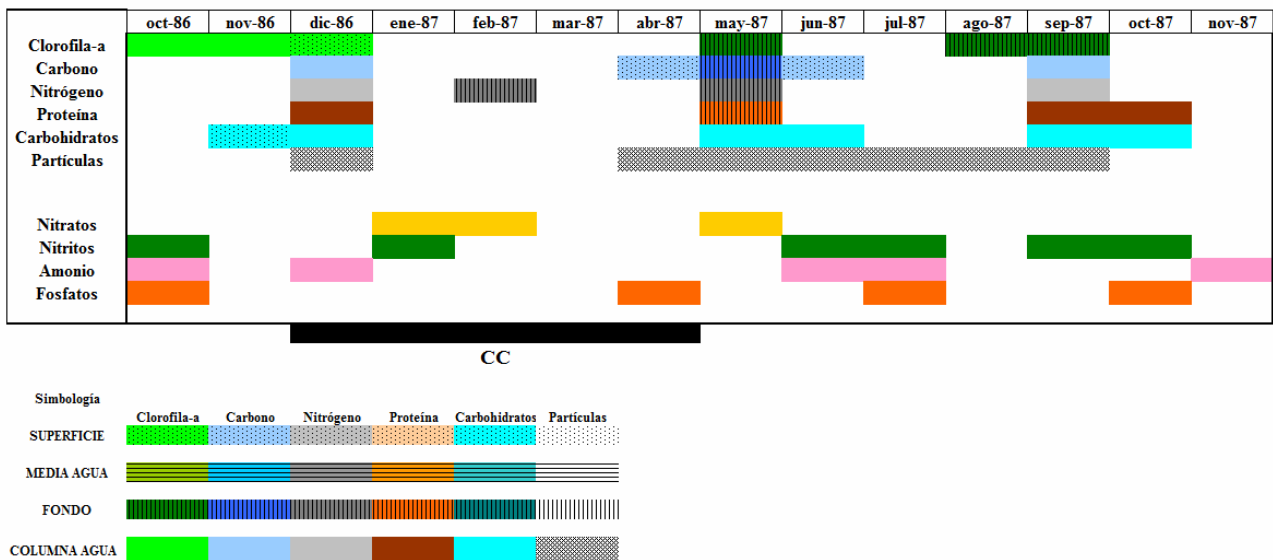 oct-86 nov-86 dic-86 ene-87 feb-87 mar-87 abr-87 may-87 jun-87 jul-87 ago-87 sep-87 oct-87 nov-87
Clorofila-a
Carbono
Nitrógeno
Proteína
Carbohidratos
Partículas
Nitratos
Nitritos
Amonio
Fosfatos
CC
Simbología
Clorofila-a Carbono Nitrógeno Proteína Carbohidratos Partículas
SUPERFICIE
MEDIA AGUA
FONDO
COLUMNA AGUA